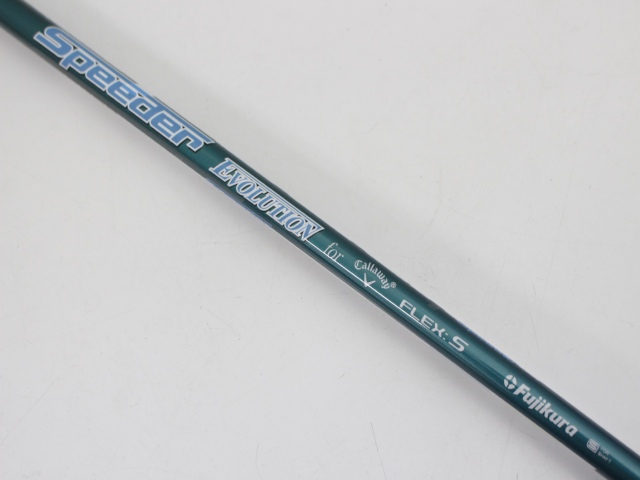 Speeder EVOLUTION for Callaway® FLEX: S Fujikura